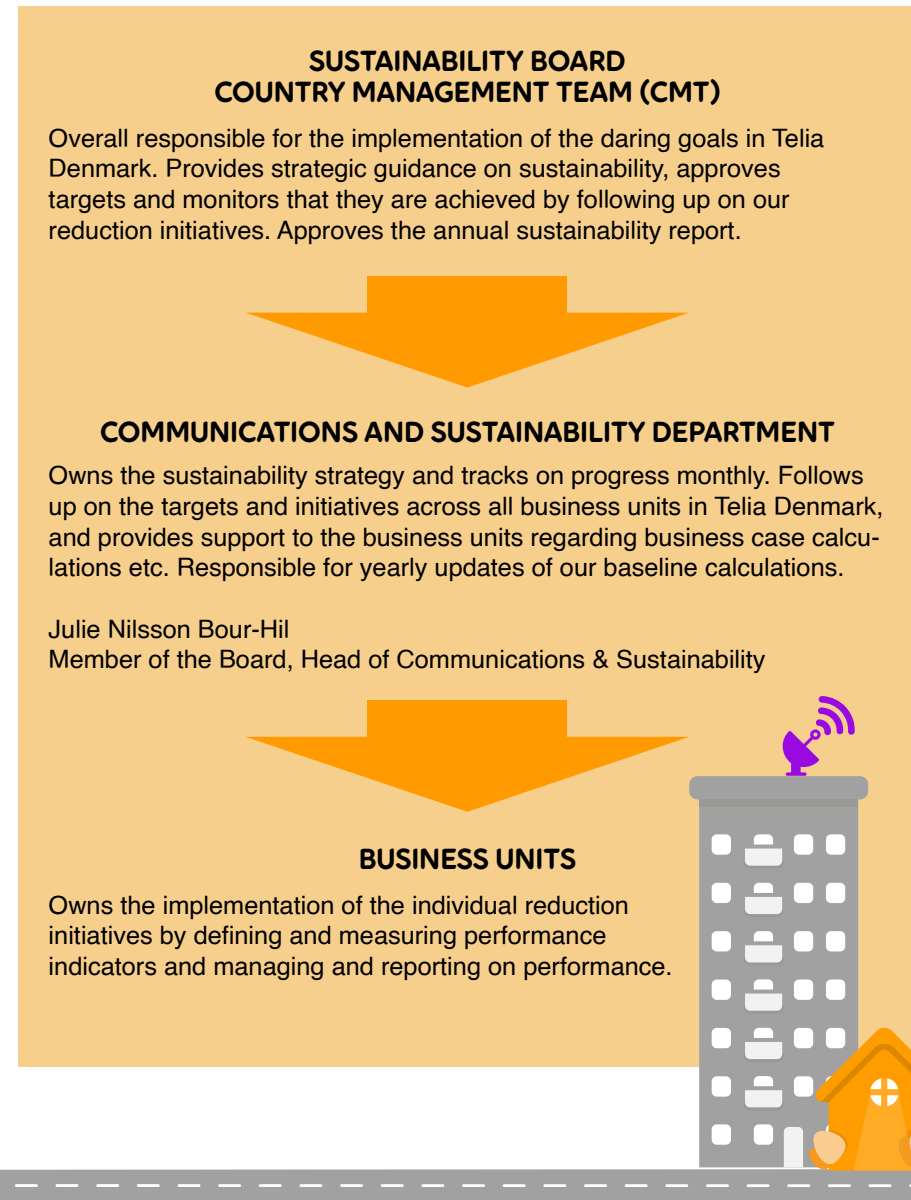 SUSTAINABILITY BOARD
COUNTRY MANAGEMENT TEAM (CMT)
Overall responsible for the implementation of the daring goals in Telia
Denmark. Provides strategic guidance on sustainability, approves
targets and monitors that they are achieved by following up on our
reduction initiatives. Approves the annual sustainability report.
COMMUNICATIONS AND SUSTAINABILITY DEPARTMENT
Owns the sustainability strategy and tracks on progress monthly. Follows
up on the targets and initiatives across all business units in Telia Denmark,
and provides support to the business units regarding business case calcu-
lations etc. Responsible for yearly updates of our baseline calculations.
Julie Nilsson Bour-Hil
Member of the Board, Head of Communications & Sustainability
BUSINESS UNITS
Owns the implementation of the individual reduction
initiatives by defining and measuring performance
indicators and managing and reporting on performance.